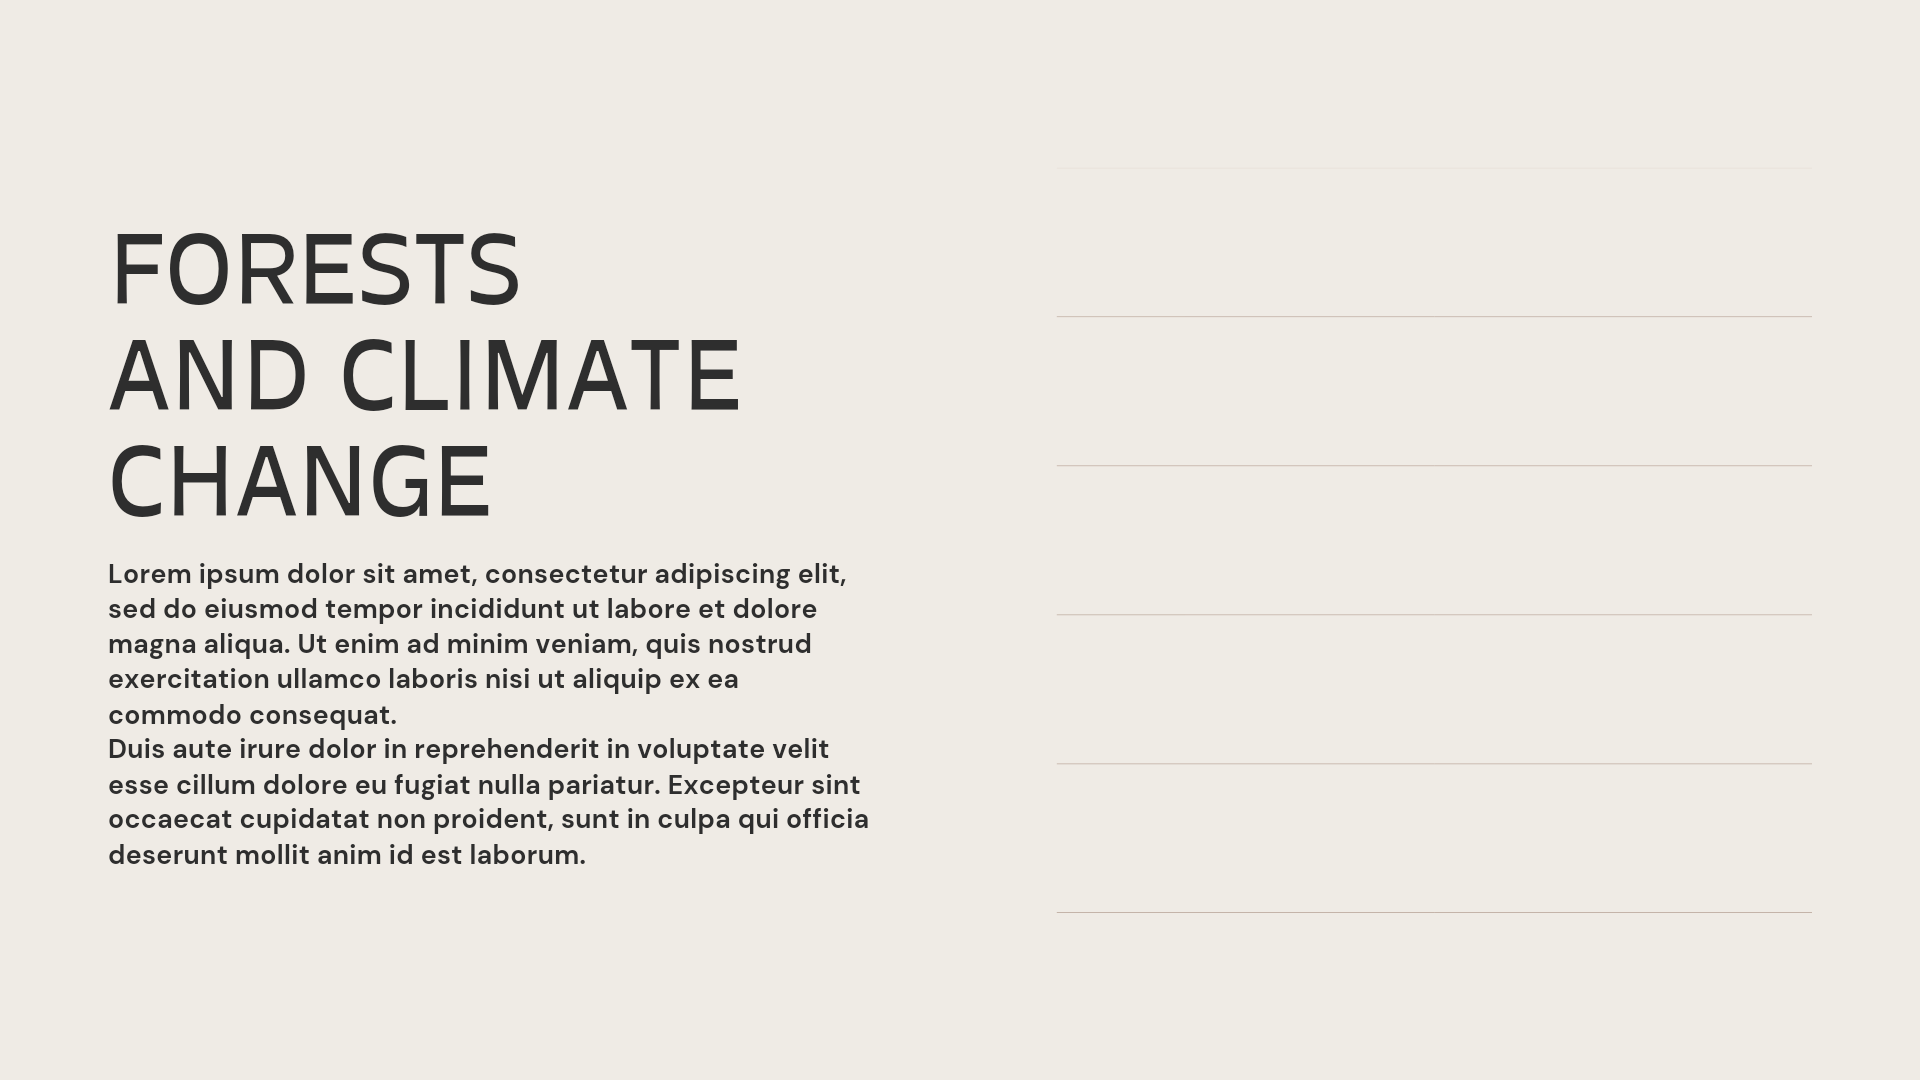 FORESTS
AND CLIMATE
CHANGE
Lorem ipsum dolor sit amet, consectetur adipiscing elit,
sed do eiusmod tempor incididunt ut labore et dolore
magna aliqua. Ut enim ad minim veniam, quis nostrud
exercitation ullamco laboris nisi ut aliquip ex ea
commodo consequat.
Duis aute irure dolor in reprehenderit in voluptate velit
esse cillum dolore eu fugiat nulla pariatur. Excepteur sint
occaecat cupidatat non proident, sunt in culpa qui officia
deserunt mollit anim id est laborum.